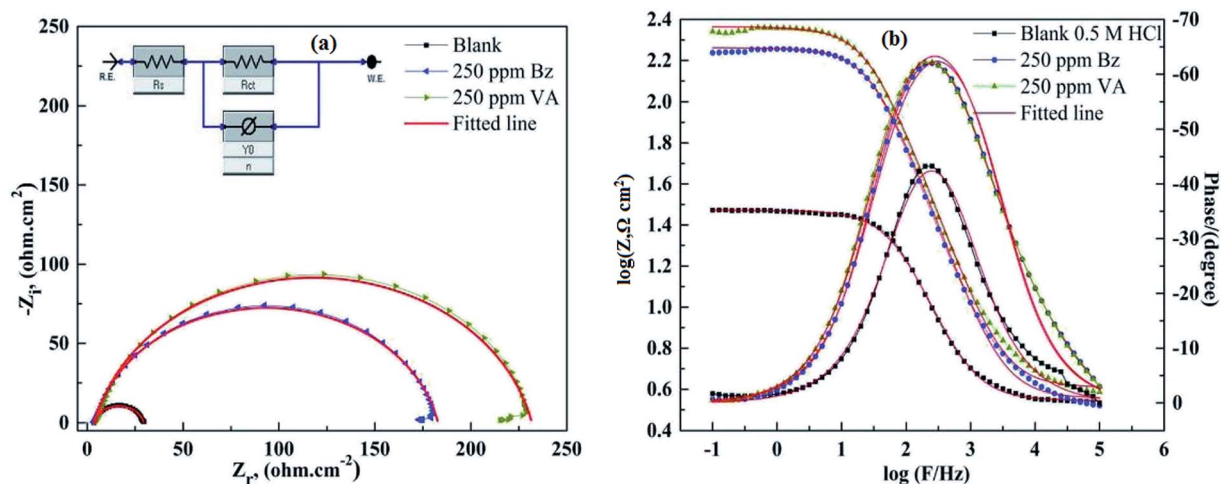 (a)
R.E.
Rs
Rct
W.E.
Y0
n
Blank
250 ppm Bz
250 ppm VA
Fitted line
-Zi, (ohm.cm-2)
-250
-200
-150
-100
-50
0
0 50 100 150 200 250
Zr, (ohm.cm-2)
(b)
Blank 0.5 M HCl
250 ppm Bz
250 ppm VA
Fitted line
log(Z,Ω cm2)
2.4
2.2
2.0
1.8
1.6
1.4
1.2
1.0
0.8
0.6
0.4
-1 0 1 2 3 4 5
log (F/Hz)
-70
-60
-50
-40
-30
-20
-10
0
Phase/(degree)